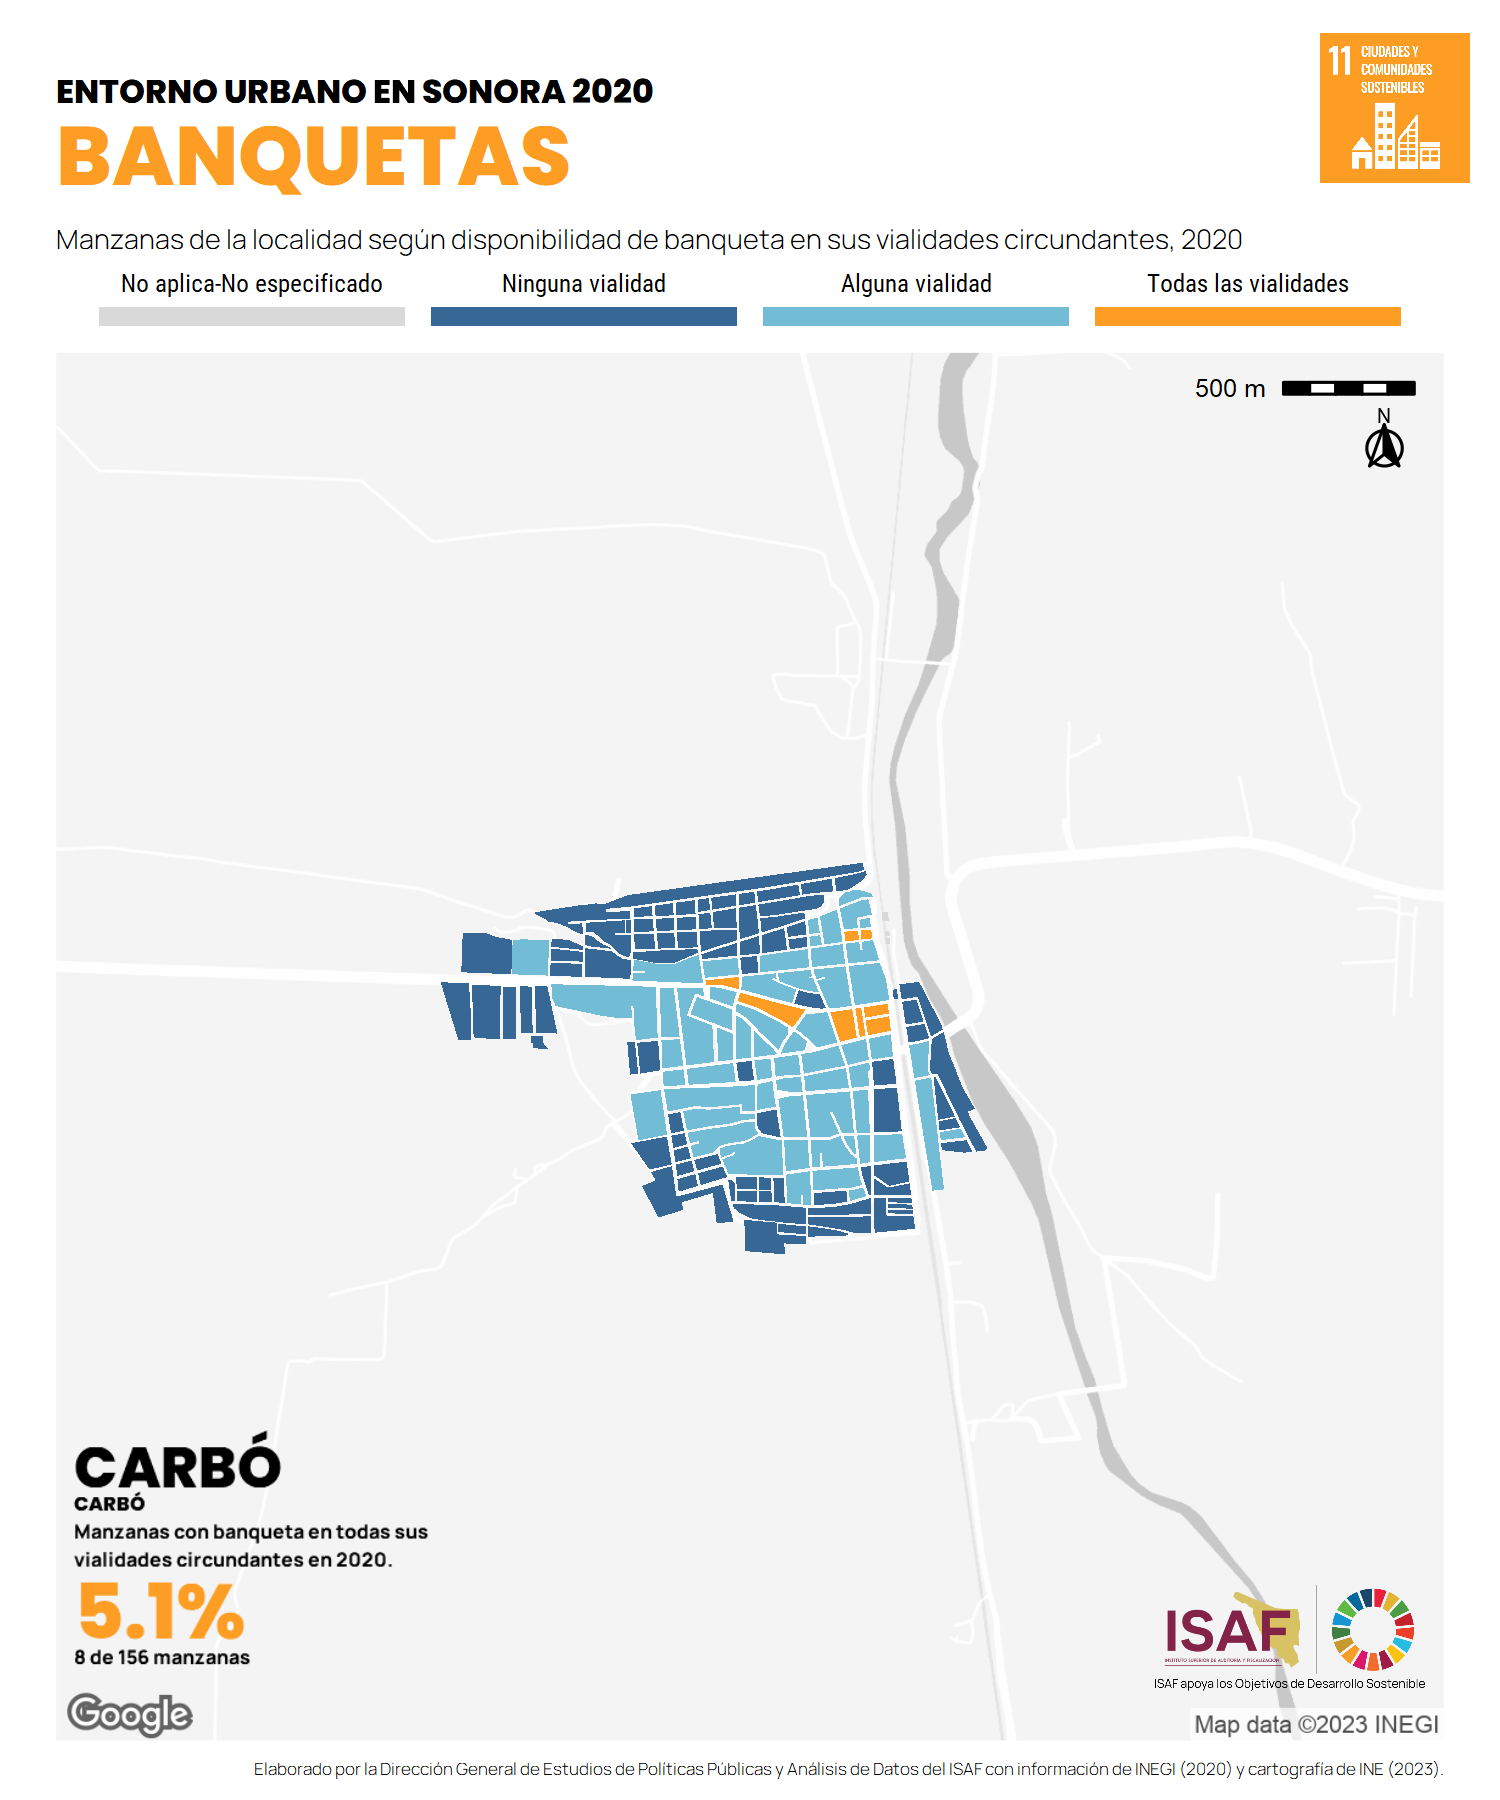 ENTORNO URBANO EN SONORA 2020
BANQUETAS
11 CIUDADES Y
COMUNIDADES
SOSTENIBLES
Manzanas de la localidad según disponibilidad de banqueta en sus vialidades circundantes, 2020
No aplica-No especificado
Ninguna vialidad
Alguna vialidad
Todas las vialidades
500 m
N
CARBÓ
CARBÓ
Manzanas con banqueta en todas sus
vialidades circundantes en 2020.
5.1%
8 de 156 manzanas
Google
ISAF
INSTITUTO SUPERIOR DE AUDITORÍA Y FISCALIZACIÓN
ISAF apoya los Objetivos de Desarrollo Sostenible
Map data ©2023 INEGI
Elaborado por la Dirección General de Estudios de Políticas Públicas y Análisis de Datos del ISAF con información de INEGI (2020) y cartografía de INE (2023).